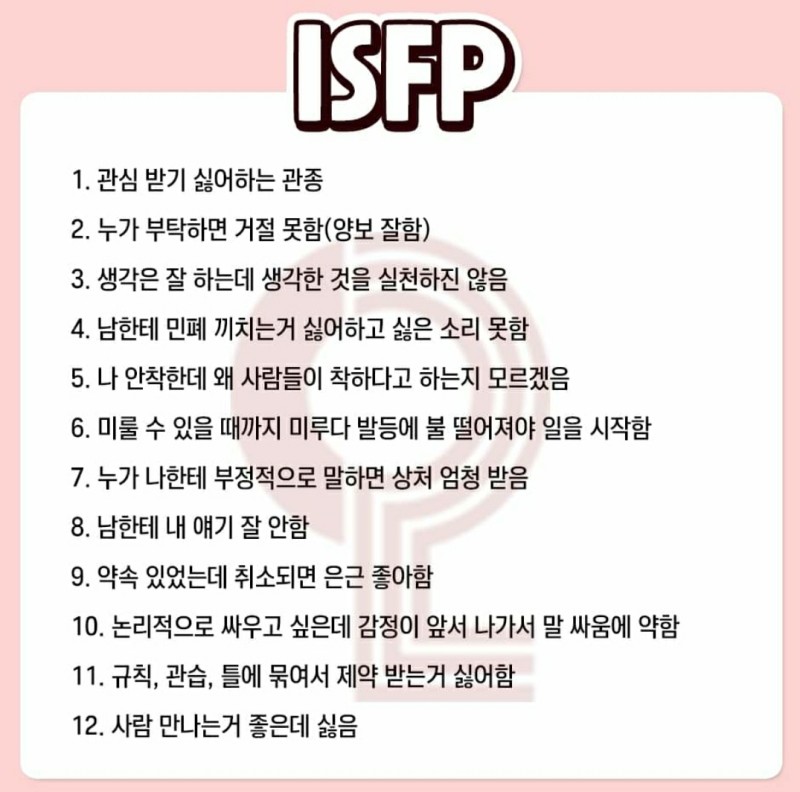 ISFP
1. 관심 받기 싫어하는 관종
2. 누가 부탁하면 거절 못함(양보 잘함)
3. 생각은 잘 하는데 생각한 것을 실천하진 않음
4. 남한테 민폐 끼치는거 싫어하고 싫은 소리 못함
5. 나 안착한데 왜 사람들이 착하다고 하는지 모르겠음
6. 미룰 수 있을 때까지 미루다 발등에 불 떨어져야 일을 시작함
7. 누가 나한테 부정적으로 말하면 상처 엄청 받음
8. 남한테 내 얘기 잘 안함
9. 약속 있었는데 취소되면 은근 좋아함
10. 논리적으로 싸우고 싶은데 감정이 앞서 나가서 말 싸움에 약함
11. 규칙, 관습, 틀에 묶여서 제약 받는거 싫어함
12. 사람 만나는거 좋은데 싫음